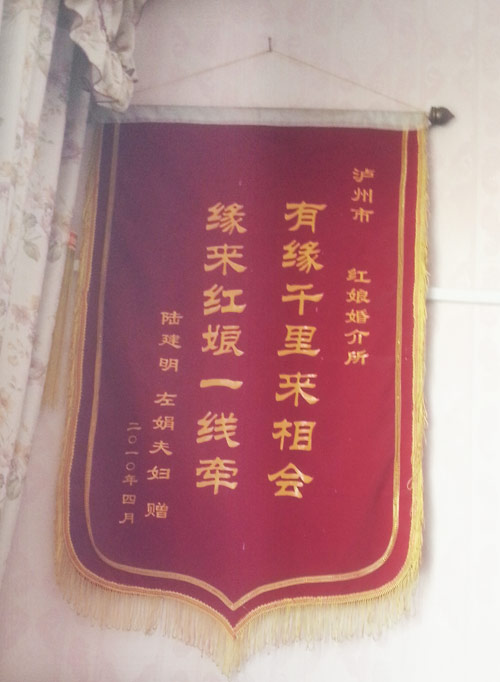 泸州市 红娘婚介所
有缘千里来相会
缘来红娘一线牵
陆建明 左娟夫妇 赠
二〇一〇年四月